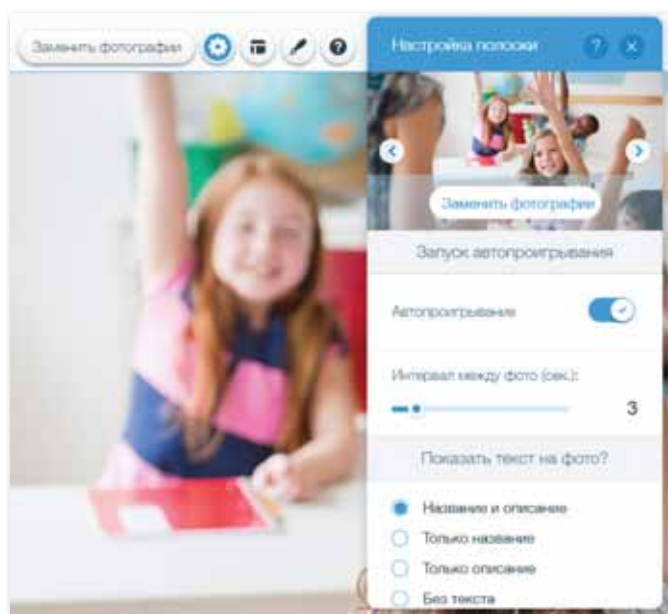 Заменить фотографии
Настройка полоски
Заменить фотографии
Запуск автопроигрывания
Автопроигрывание
Интервал между фото (сек.):
3
Показать текст на фото?
Название и описание
Только название
Только описание
Без текста